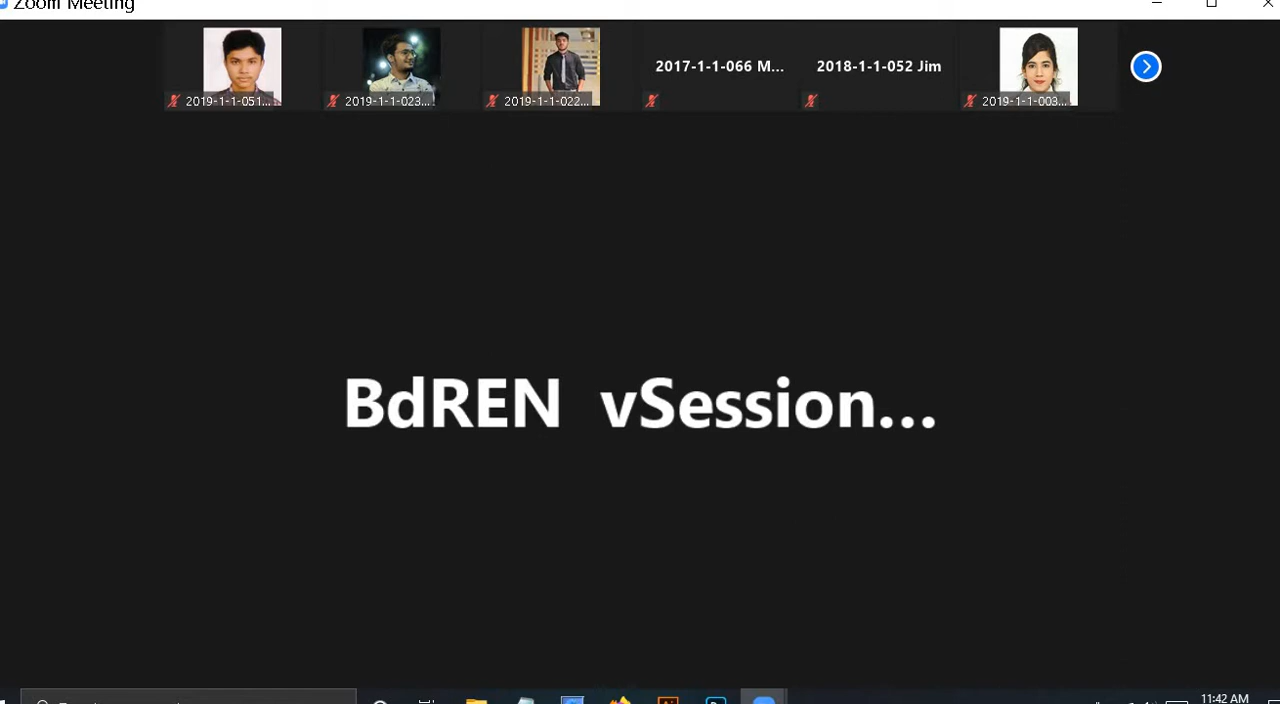 Zoom Meeting
2019-1-1-051...
2019-1-1-023...
2019-1-1-022...
2017-1-1-066 M...
2018-1-1-052 Jim
2019-1-1-003...
BdREN vSession...
11:42 AM